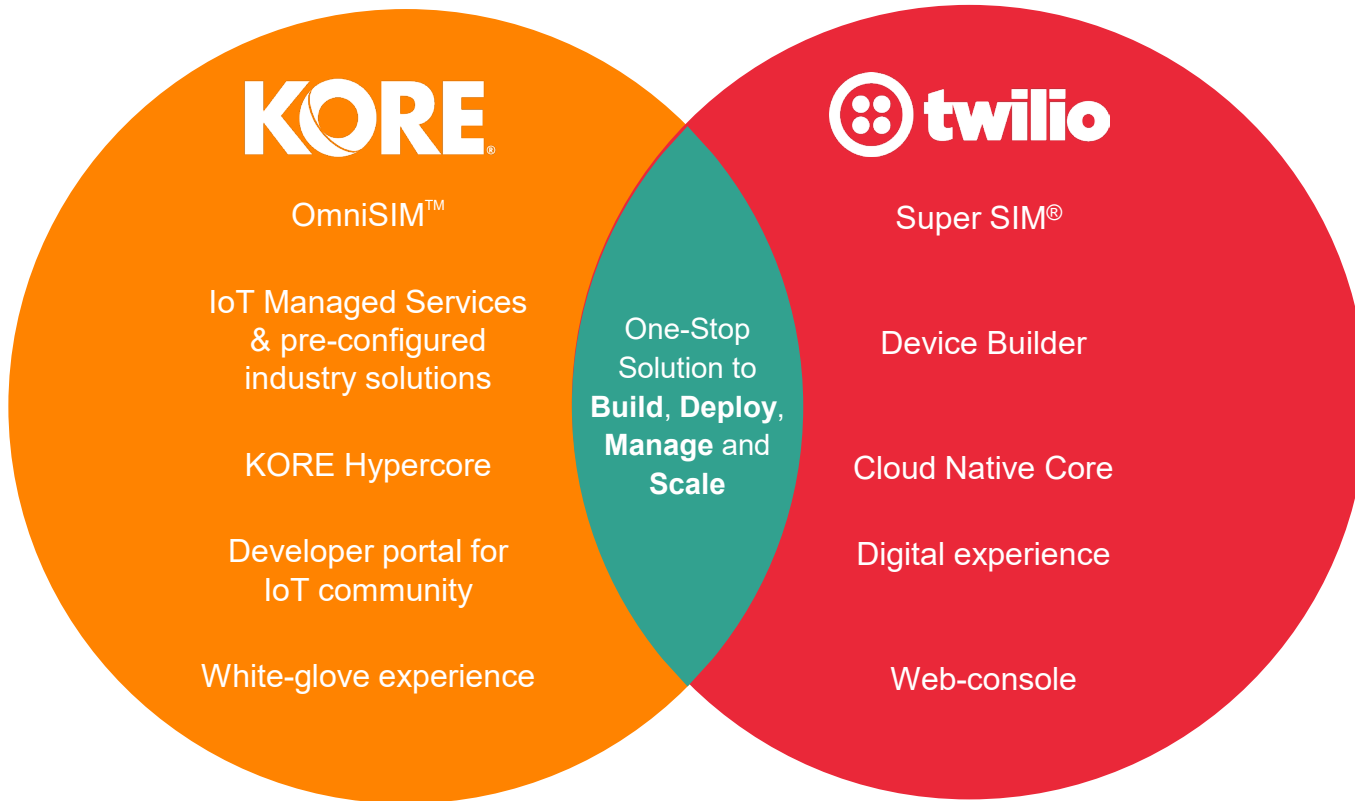 KORE®
OmniSIM™
IoT Managed Services
& pre-configured
industry solutions
KORE Hypercore
Developer portal for
IoT community
White-glove experience
One-Stop
Solution to
Build, Deploy,
Manage and
Scale
twilio
Super SIM®
Device Builder
Cloud Native Core
Digital experience
Web-console